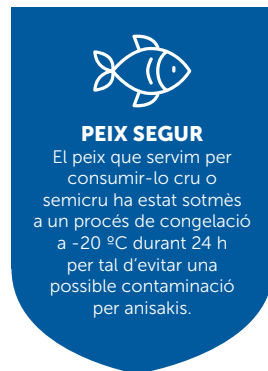 PEIX SEGUR
El peix que servim per
consumir-lo cru o
semicru ha estat sotmès
a un procés de congelació
a -20 ºC durant 24 h
per tal d'evitar una
possible contaminació
per anisakis.